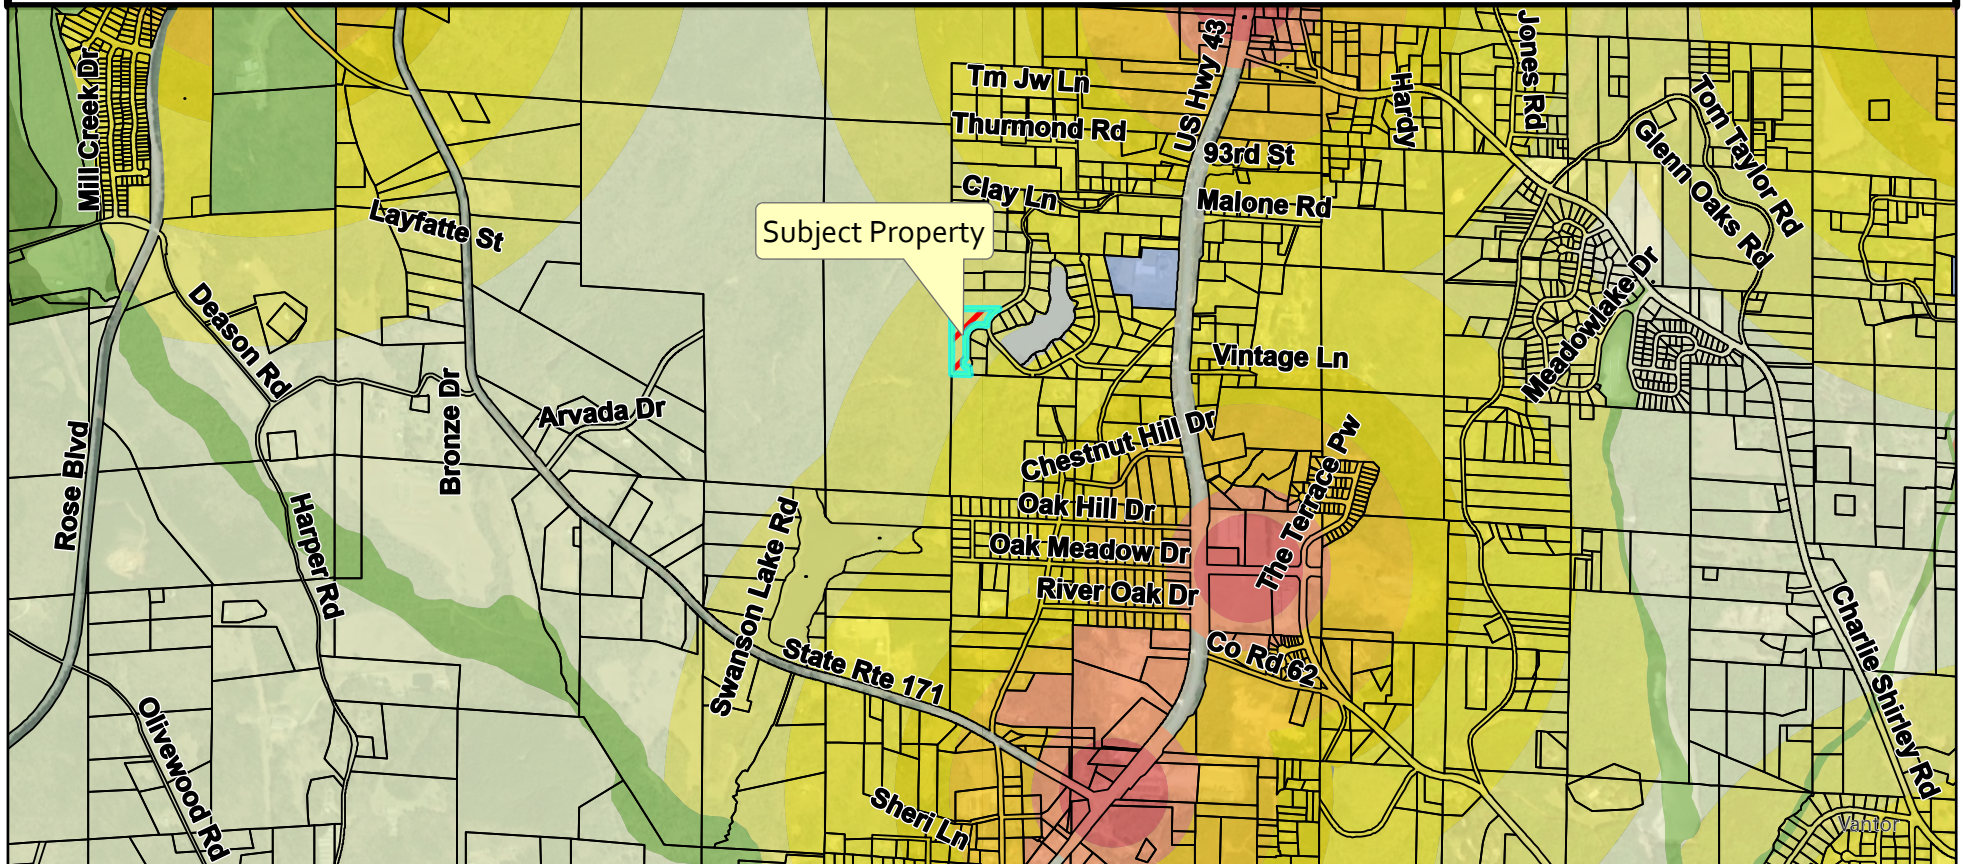 Mill Creek Dr
Layfatte St
Deason Rd
Rose Blvd
Bronze Dr
Arvada Dr
Harper Rd
Olivewood Rd
Swanson Lake Rd
State Rte 171
Sheri Ln
Subject Property
Tm Jw Ln
Thurmond Rd
Clay Ln
US Hwy 43
93rd St
Malone Rd
Vintage Ln
Chestnut Hill Dr
Oak Hill Dr
Oak Meadow Dr
River Oak Dr
The Terrace Pw
Co Rd 62
Hardy
Jones Rd
Tom Taylor Rd
Glenn Oaks Rd
Meadowlake Dr
Charlie Shirley Rd
Vantor